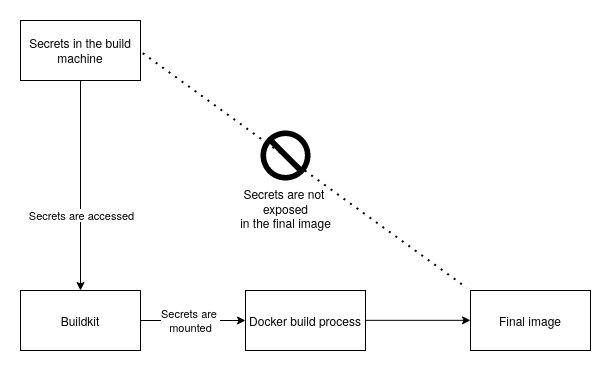 Secrets in the build
machine
Secrets are not
exposed
in the final image
Secrets are accessed
Buildkit
Secrets are
mounted
Docker build process
Final image